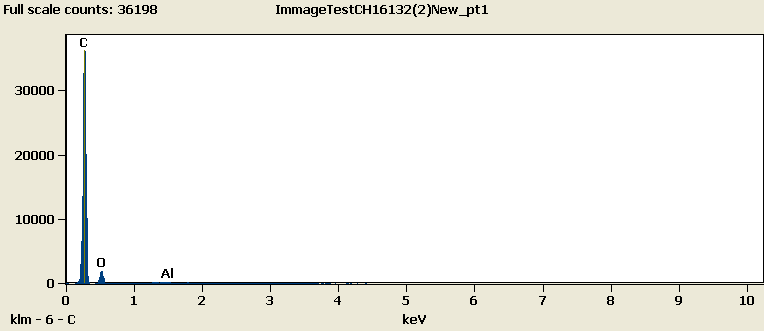 Full scale counts: 36198 ImmageTestCH16132(2)New_pt1
C
30000
20000
10000
O
Al
0
0 1 2 3 4 5 6 7 8 9 10
klm - 6 - C keV